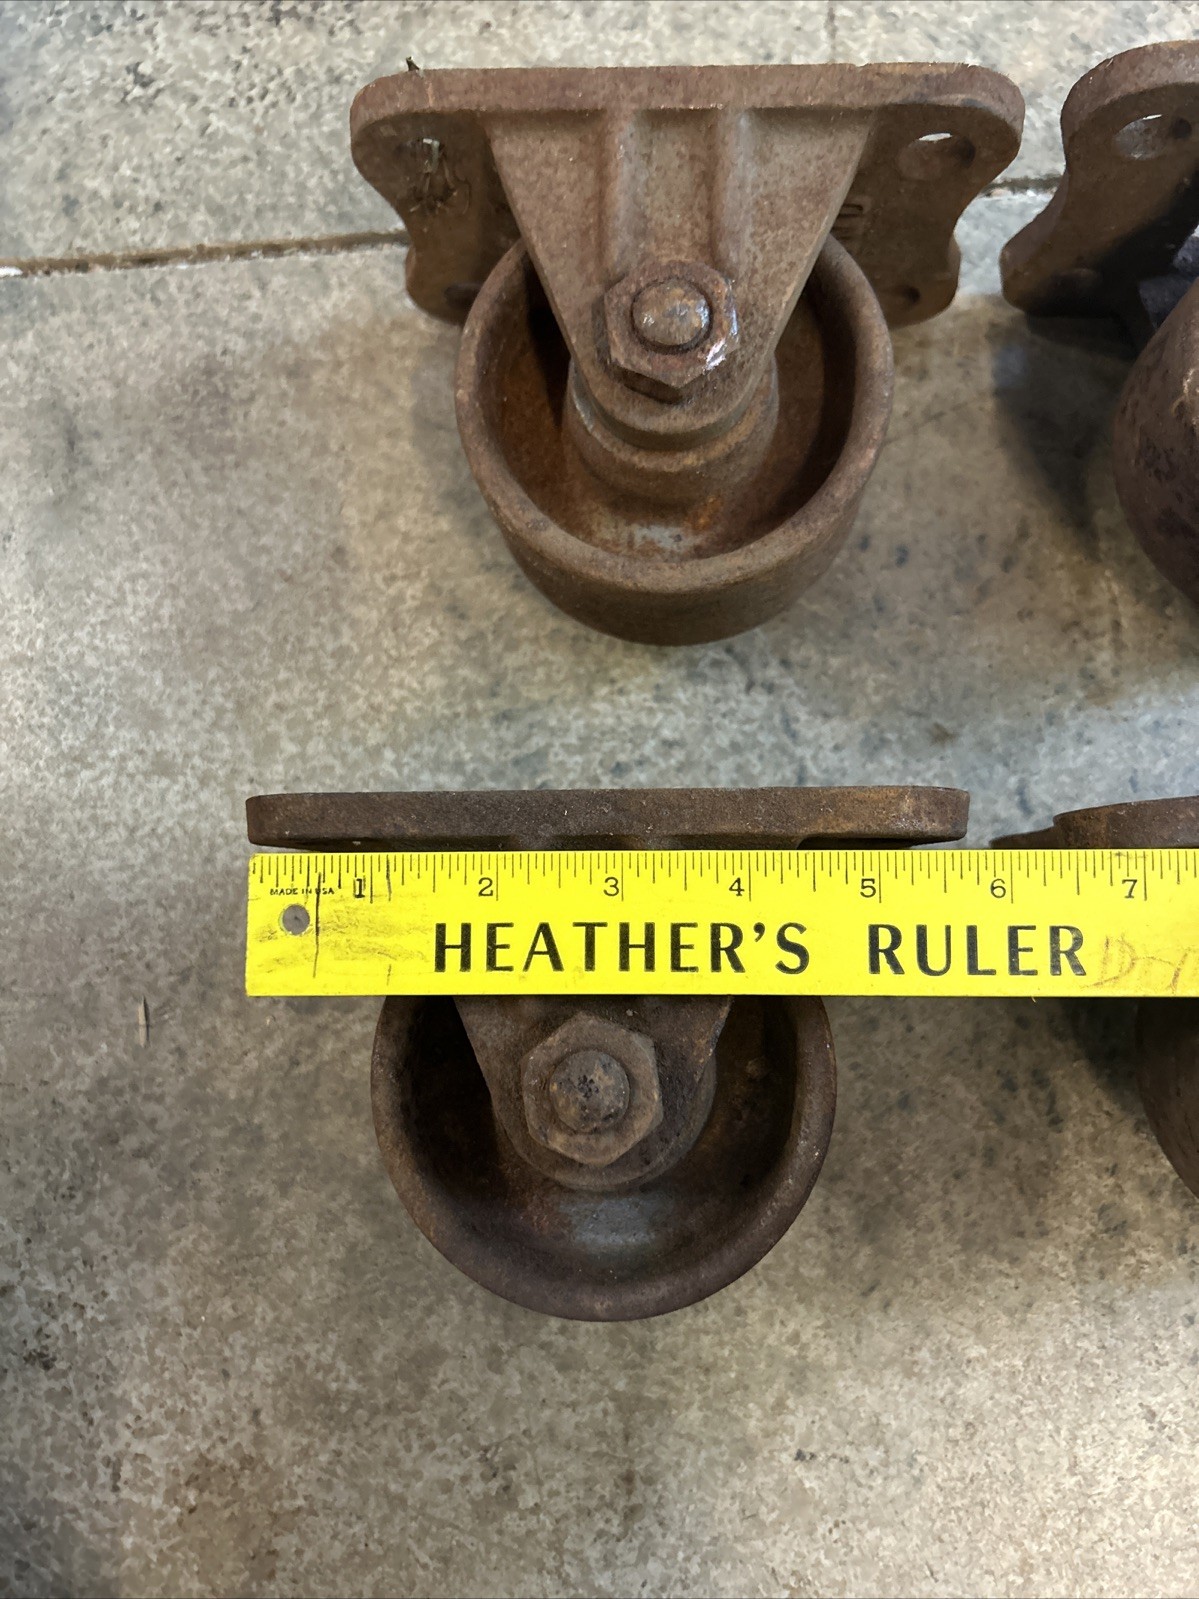 1 2 3 4 5 6 7
MADE IN USA
HEATHER'S RULER